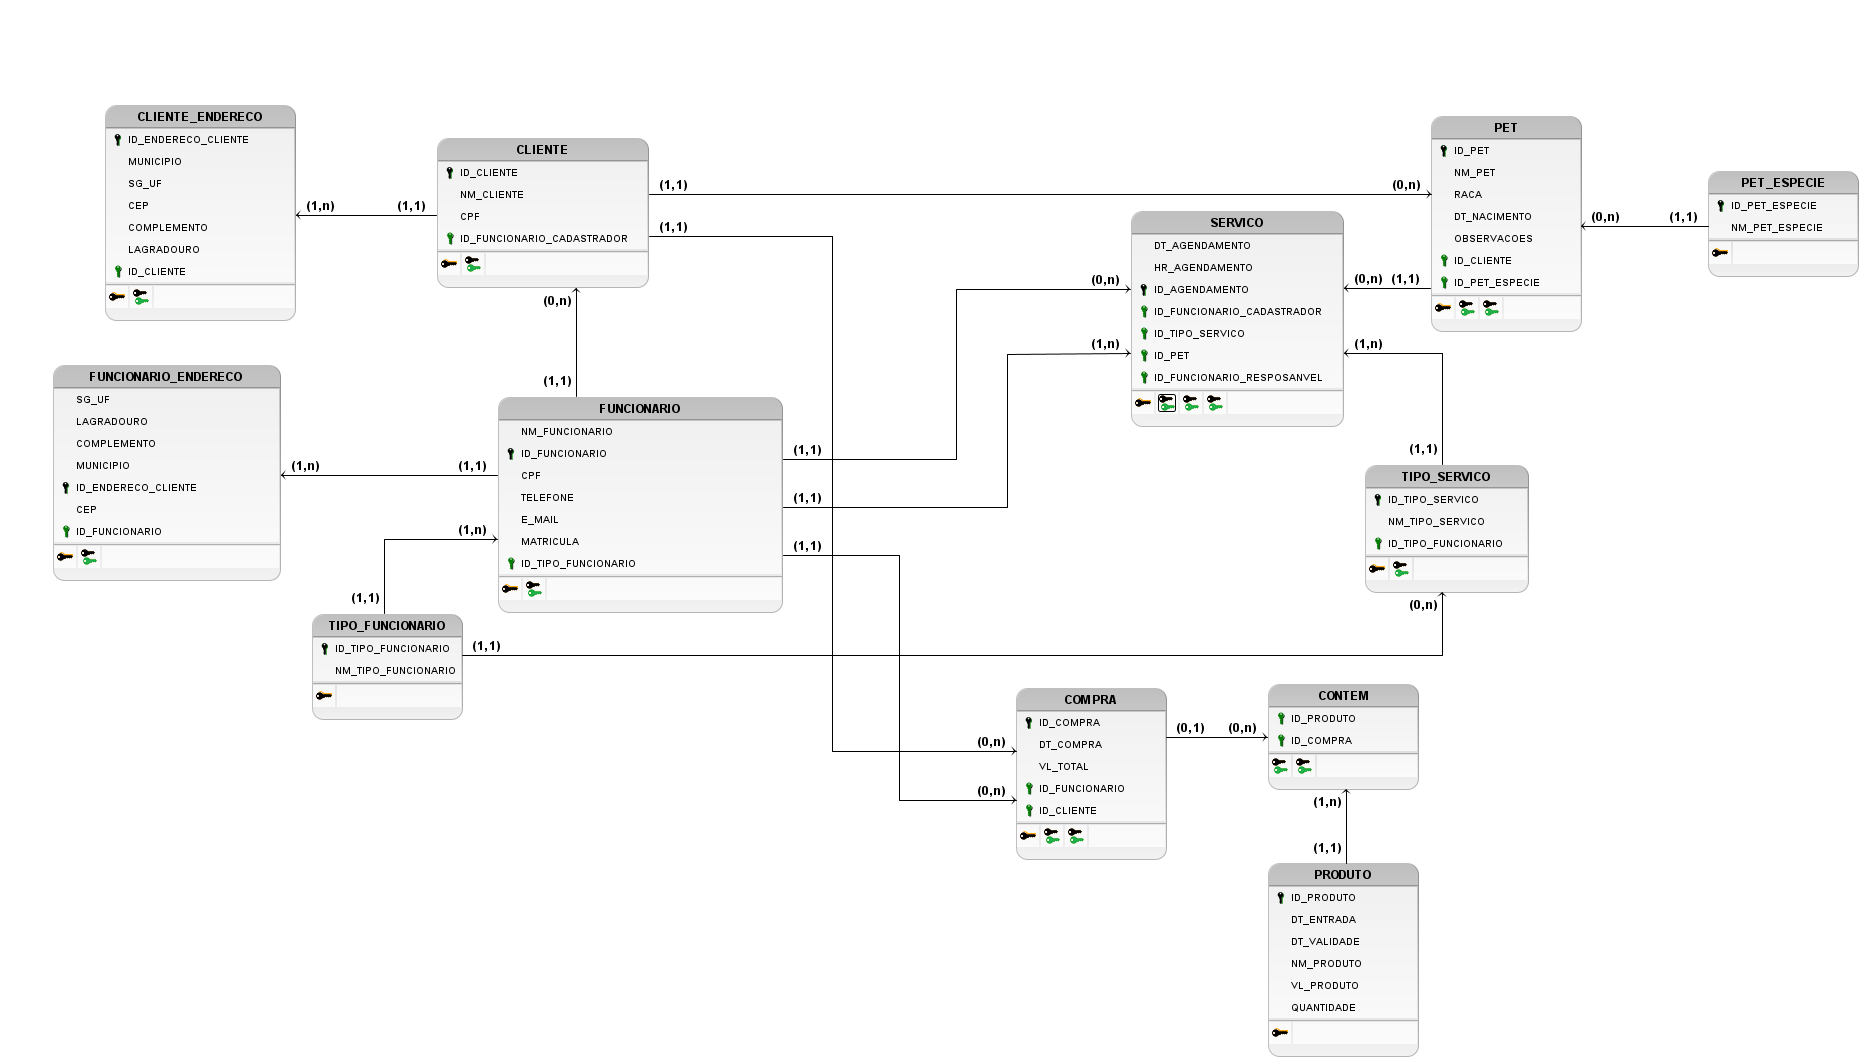 CLIENTE_ENDERECO
ID_ENDERECO_CLIENTE
MUNICIPIO
SG_UF
CEP
COMPLEMENTO
LAGRADOURO
ID_CLIENTE
(1,n)
(1,1)
CLIENTE
ID_CLIENTE
NM_CLIENTE
CPF
ID_FUNCIONARIO_CADASTRADOR
(1,1)
(0,n)
(1,1)
(0,n)
(1,1)
PET
ID_PET
NM_PET
RACA
DT_NACIMENTO
OBSERVACOES
ID_CLIENTE
ID_PET_ESPECIE
(0,n)
(1,1)
PET_ESPECIE
ID_PET_ESPECIE
NM_PET_ESPECIE
SERVICO
DT_AGENDAMENTO
HR_AGENDAMENTO
ID_AGENDAMENTO
ID_FUNCIONARIO_CADASTRADOR
ID_TIPO_SERVICO
ID_PET
ID_FUNCIONARIO_RESPOSANVEL
(0,n)
(1,n)
(0,n)
(1,1)
(1,n)
(1,1)
FUNCIONARIO_ENDERECO
SG_UF
LAGRADOURO
COMPLEMENTO
MUNICIPIO
ID_ENDERECO_CLIENTE
CEP
ID_FUNCIONARIO
(1,n)
(1,1)
(1,n)
(1,1)
FUNCIONARIO
NM_FUNCIONARIO
ID_FUNCIONARIO
CPF
TELEFONE
E_MAIL
MATRICULA
ID_TIPO_FUNCIONARIO
(1,1)
(1,1)
(1,1)
TIPO_SERVICO
ID_TIPO_SERVICO
NM_TIPO_SERVICO
ID_TIPO_FUNCIONARIO
(0,n)
TIPO_FUNCIONARIO
ID_TIPO_FUNCIONARIO
NM_TIPO_FUNCIONARIO
(1,1)
(0,n)
(0,n)
COMPRA
ID_COMPRA
DT_COMPRA
VL_TOTAL
ID_FUNCIONARIO
ID_CLIENTE
(0,1)
(0,n)
CONTEM
ID_PRODUTO
ID_COMPRA
(1,n)
(1,1)
PRODUTO
ID_PRODUTO
DT_ENTRADA
DT_VALIDADE
NM_PRODUTO
VL_PRODUTO
QUANTIDADE